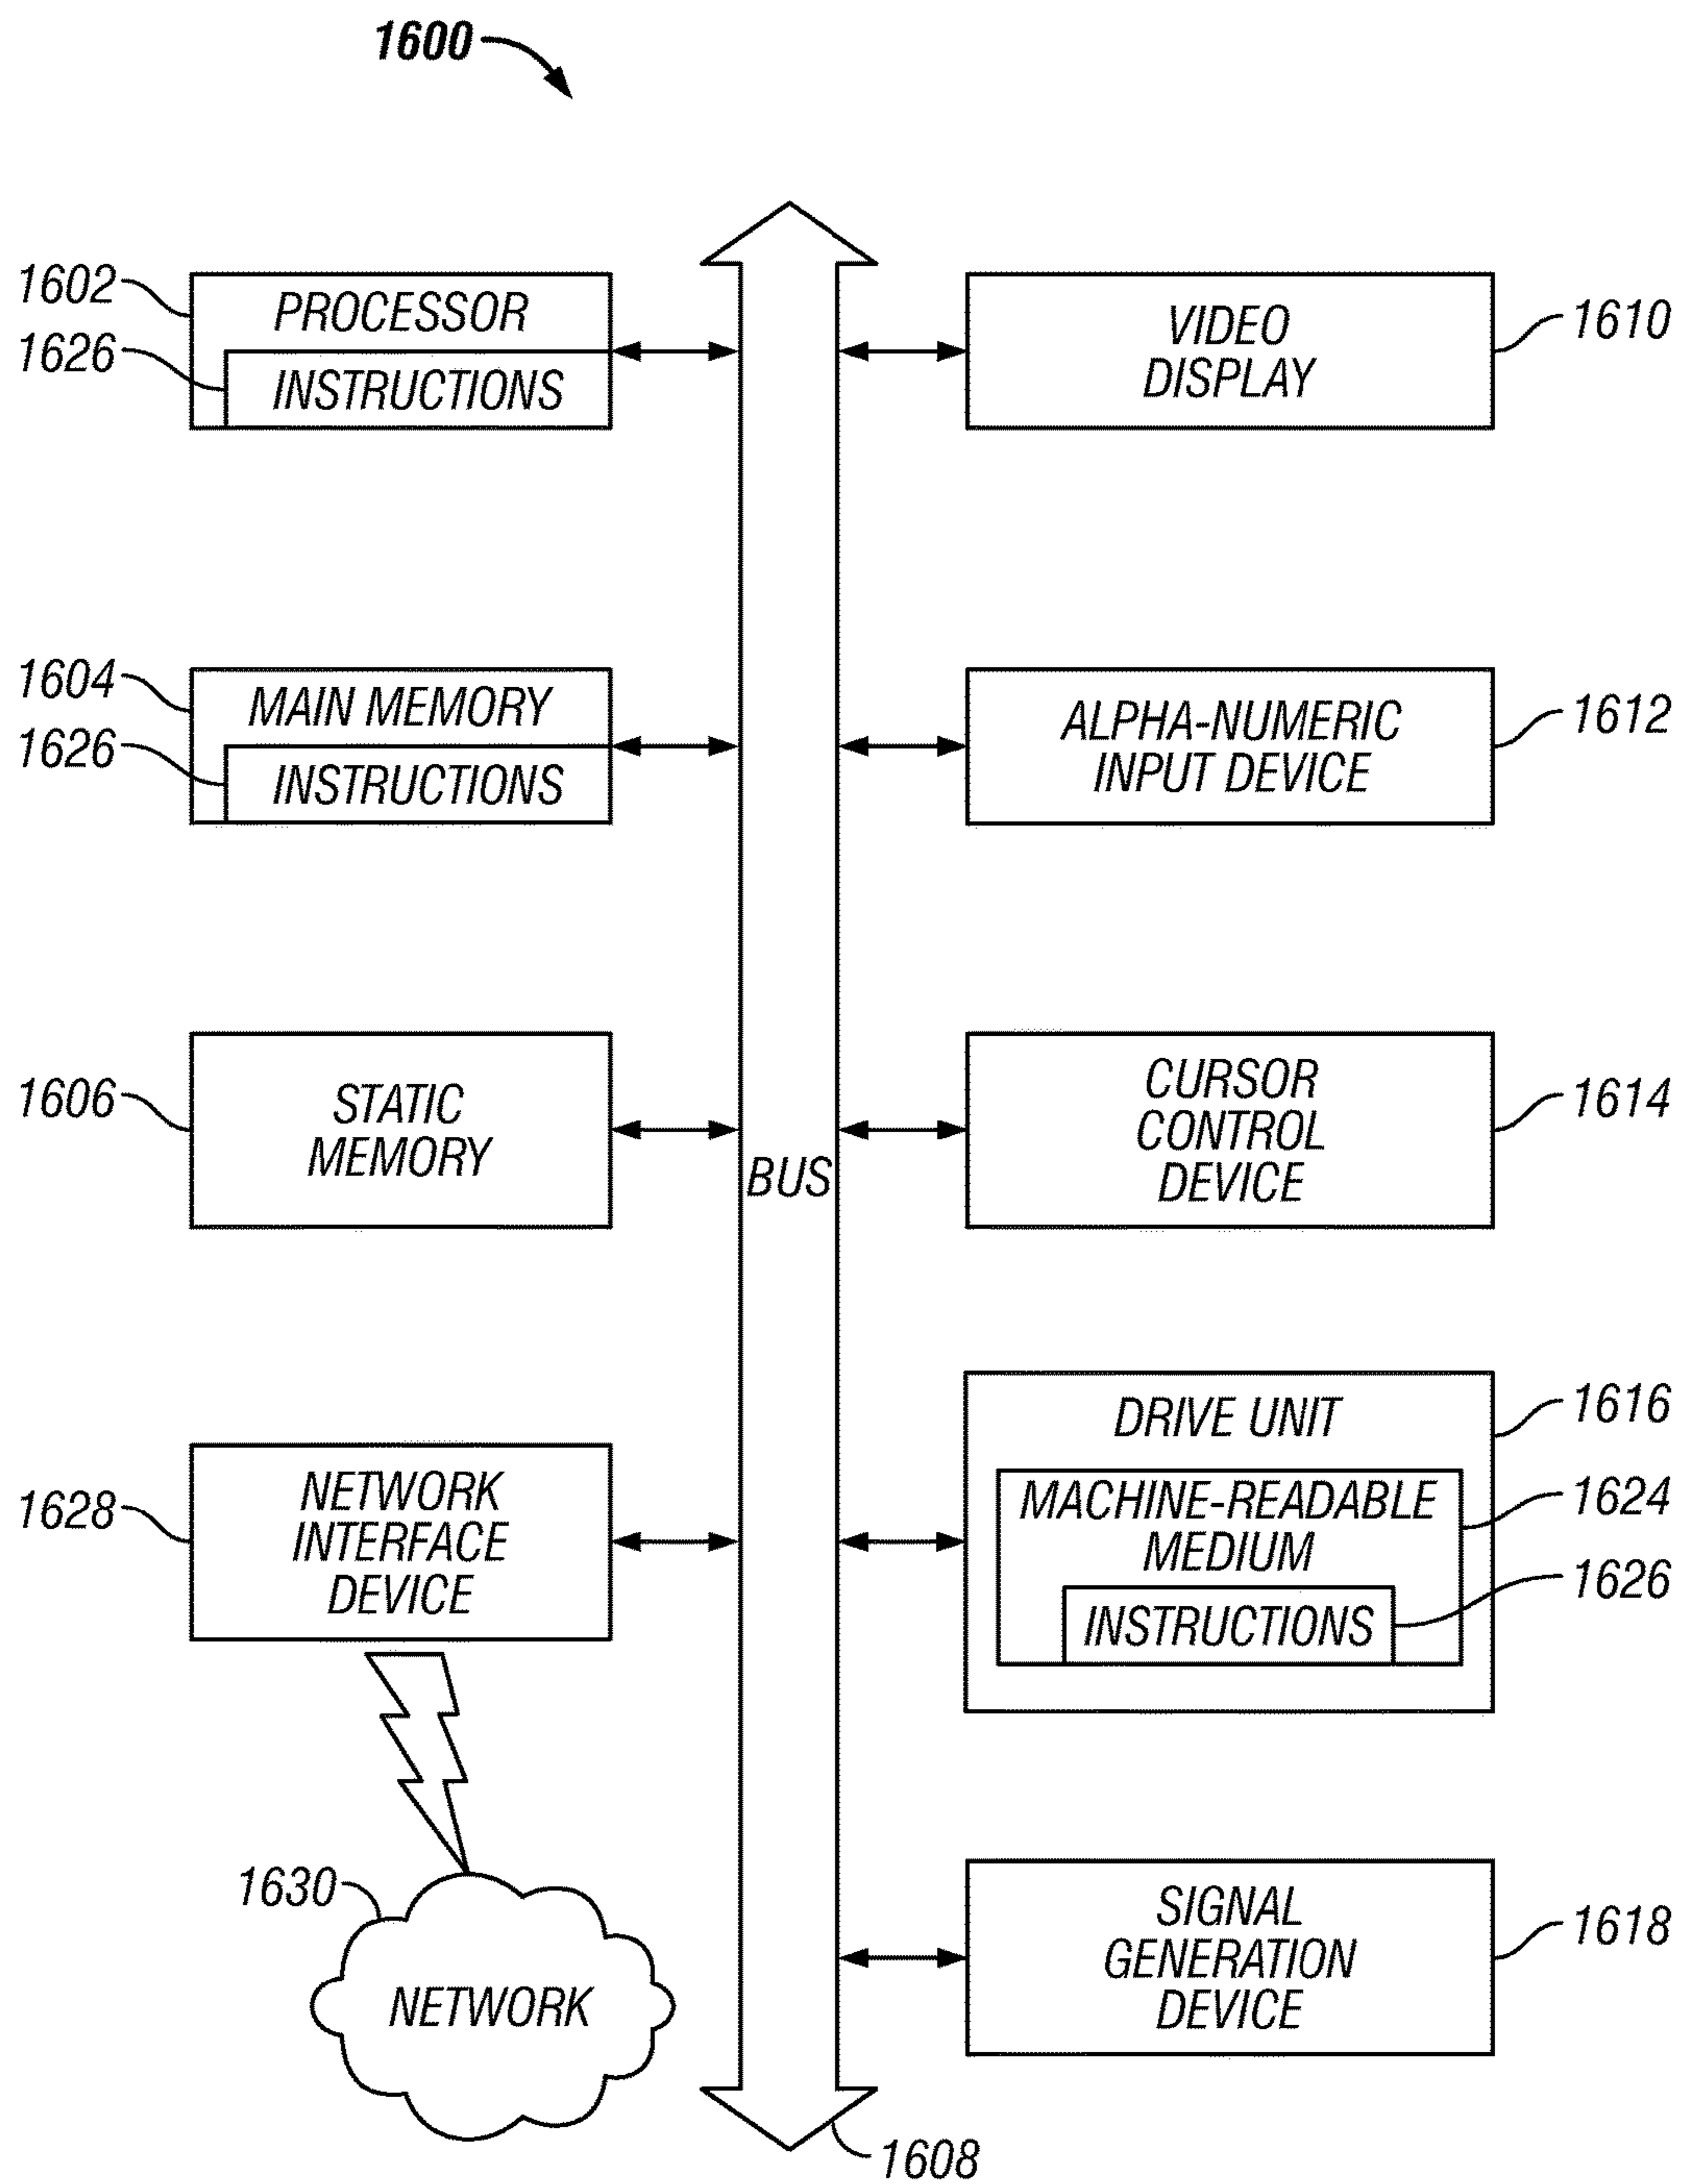 1600
1602
PROCESSOR
1626
INSTRUCTIONS
VIDEO
DISPLAY
1610
1604
MAIN MEMORY
1626
INSTRUCTIONS
ALPHA-NUMERIC
INPUT DEVICE
1612
1606
STATIC
MEMORY
BUS
CURSOR
CONTROL
DEVICE
1614
1628
NETWORK
INTERFACE
DEVICE
DRIVE UNIT
1616
MACHINE-READABLE
MEDIUM
1624
INSTRUCTIONS
1626
1630
NETWORK
SIGNAL
GENERATION
DEVICE
1618
1608